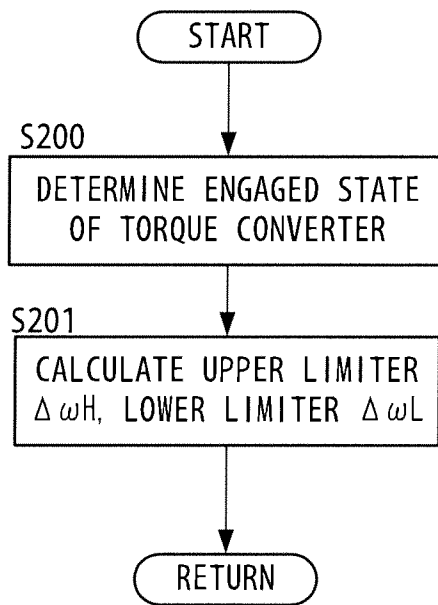 START
S200
DETERMINE ENGAGED STATE
OF TORQUE CONVERTER
S201
CALCULATE UPPER LIMITER
ΔωH, LOWER LIMITER ΔωL
RETURN